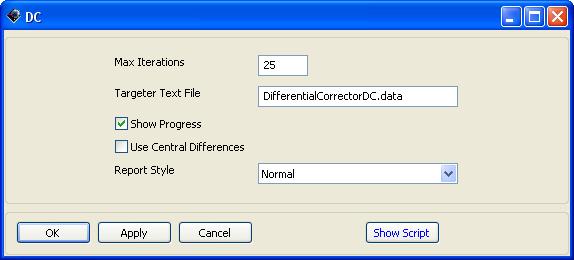 DC
Max Iterations 25
Targeter Text File DifferentialCorrectorDC.data
Show Progress
Use Central Differences
Report Style Normal
OK Apply Cancel Show Script